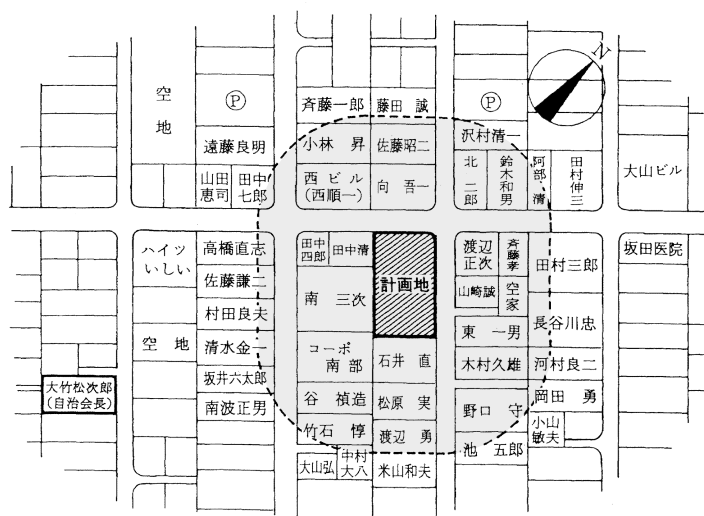 N
空地
Ⓟ
遠藤良明
山田恵司
田中七郎
斉藤一郎
藤田 誠
小林 昇
佐藤昭二
西ビル
(西順一)
向 吾一
Ⓟ
沢村清一
北 二郎
鈴木和男
阿部 清
田村伸三
大山ビル
ハイツ
いしい
空地
高橋直志
佐藤謙二
村田良夫
清水金一
坂井六太郎
南波正男
大竹松次郎
(自治会長)
田中四郎
田中清
南 三次
コーポ
南部
谷 禎造
竹石 惇
大山弘
中村大八
計画地
石井 直
松原 実
渡辺 勇
米山和夫
渡辺正次
斉藤孝
山崎誠
空家
東 一男
木村久雄
野口 守
池 五郎
田村三郎
長谷川忠
河村良二
岡田 勇
小山敏夫
坂田医院